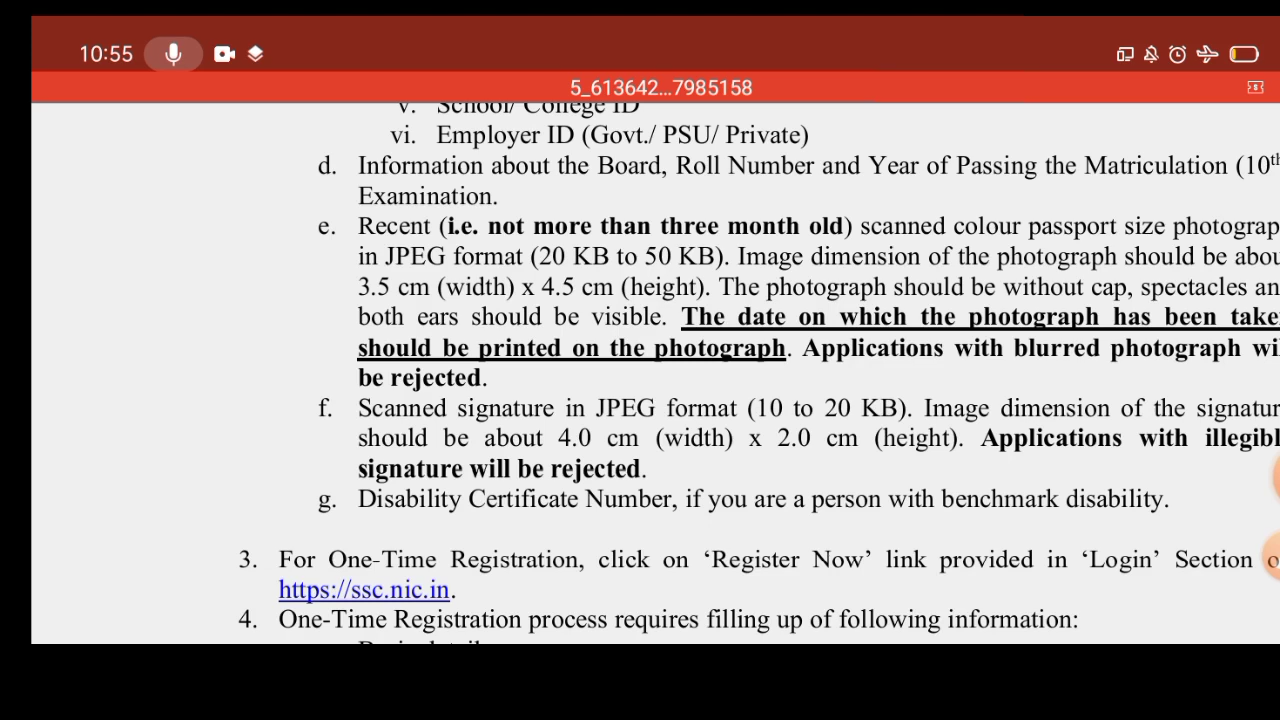 10:55
5_613642...7985158
v. School/ College ID
vi. Employer ID (Govt./ PSU/ Private)
d. Information about the Board, Roll Number and Year of Passing the Matriculation (10th
Examination.
e. Recent (i.e. not more than three month old) scanned colour passport size photograp
in JPEG format (20 KB to 50 KB). Image dimension of the photograph should be abou
3.5 cm (width) x 4.5 cm (height). The photograph should be without cap, spectacles an
both ears should be visible. The date on which the photograph has been take
should be printed on the photograph. Applications with blurred photograph wi
be rejected.
f. Scanned signature in JPEG format (10 to 20 KB). Image dimension of the signatur
should be about 4.0 cm (width) x 2.0 cm (height). Applications with illegibl
signature will be rejected.
g. Disability Certificate Number, if you are a person with benchmark disability.
3. For One-Time Registration, click on ‘Register Now’ link provided in ‘Login’ Section o
https://ssc.nic.in.
4. One-Time Registration process requires filling up of following information: